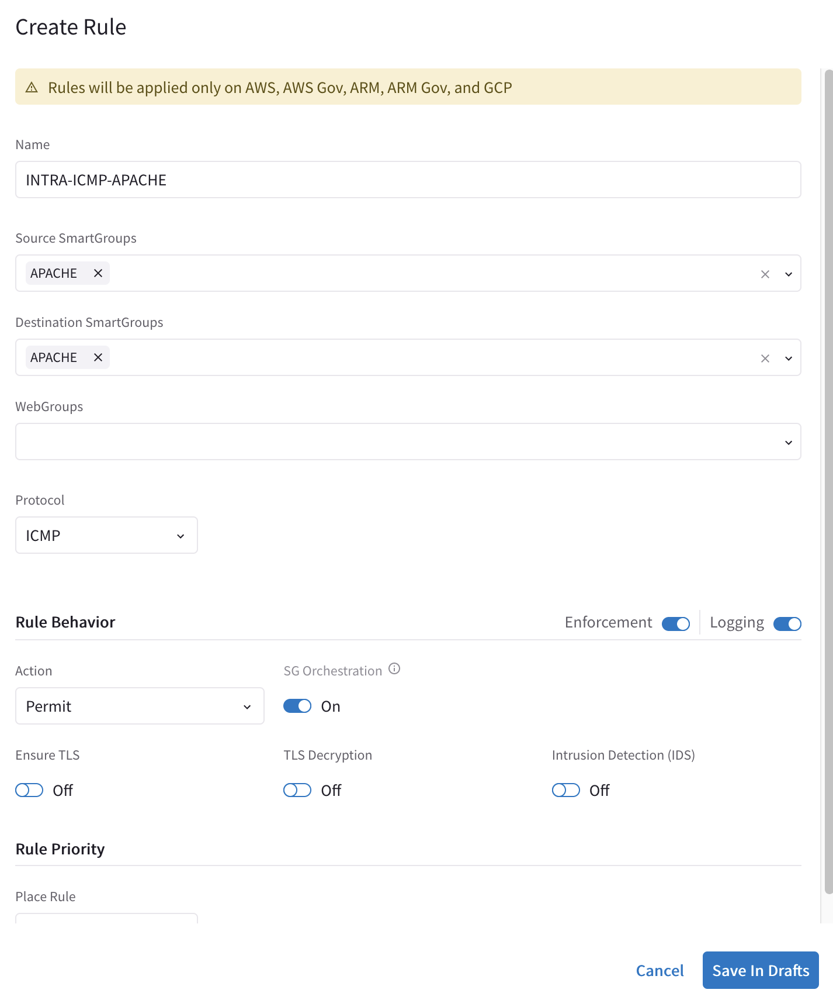 Create Rule
Rules will be applied only on AWS, AWS Gov, ARM, ARM Gov, and GCP
Name
INTRA-ICMP-APACHE
Source SmartGroups
APACHE
Destination SmartGroups
APACHE
WebGroups
Protocol
ICMP
Rule Behavior Enforcement Logging
Action SG Orchestration
Permit On
Ensure TLS TLS Decryption Intrusion Detection (IDS)
Off Off Off
Rule Priority
Place Rule
Cancel Save In Drafts